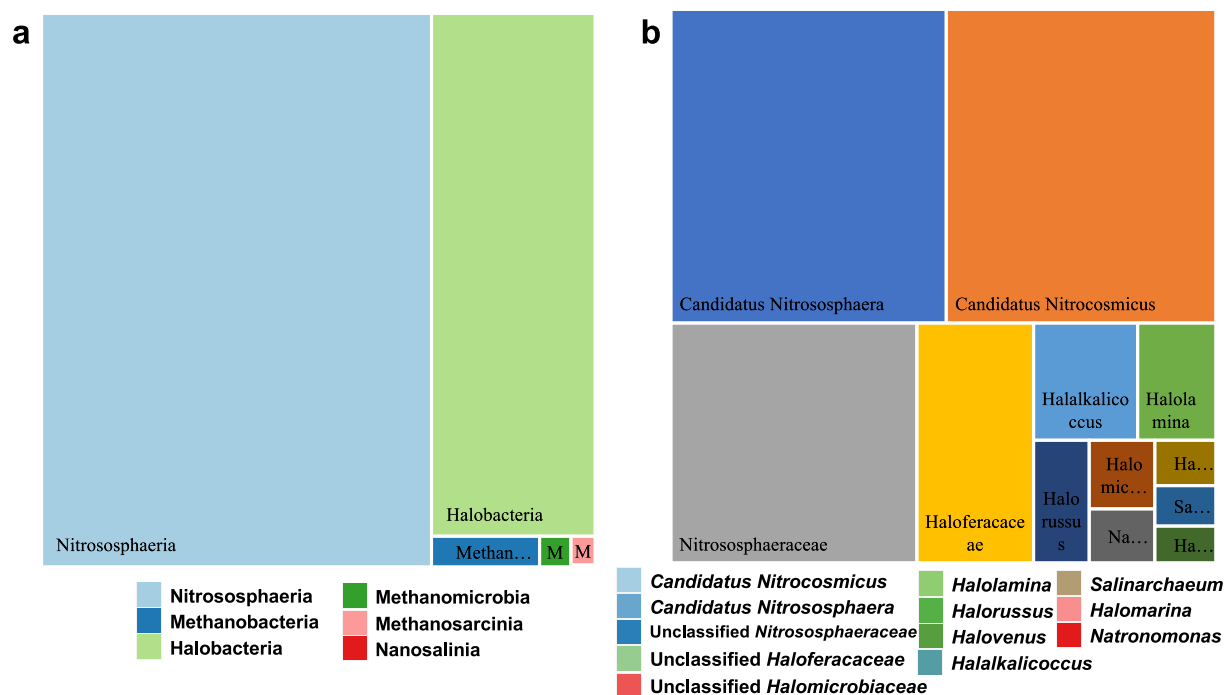 a
Nitrososphaeria
Halobacteria
Methan…
M
M
Nitrososphaeria
Methanobacteria
Halobacteria
Methanomicrobia
Methanosarcinia
Nanosalinia
b
Candidatus Nitrososphaera
Candidatus Nitrocosmicus
Nitrososphaeraceae
Haloferacace
ae
Halalkalico
ccus
Halola
mina
Halo
russu
s
Halo
mic…
Na…
Ha…
Sa…
Ha…
Candidatus Nitrocosmicus
Candidatus Nitrososphaera
Unclassified Nitrososphaeraceae
Unclassified Haloferacaceae
Unclassified Halomicrobiaceae
Halolamina
Halorussus
Halovenus
Halalkalicoccus
Salinarchaeum
Halomarina
Natronomonas